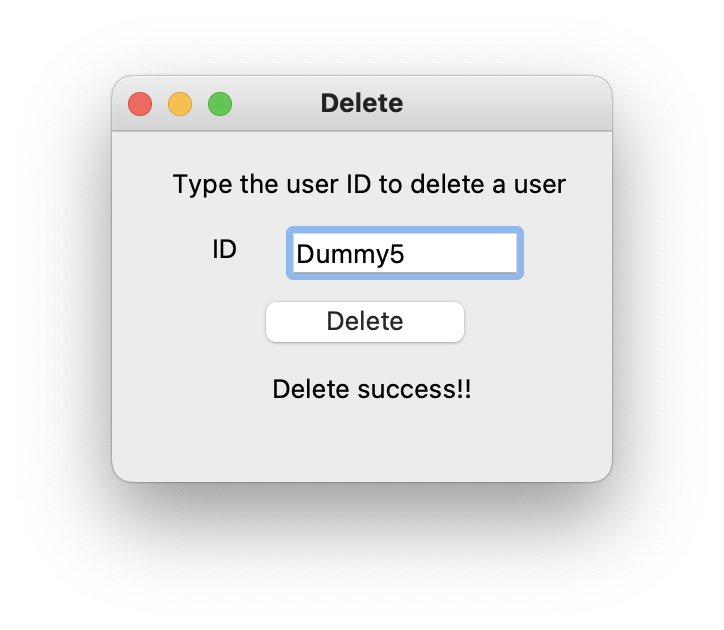 Delete
Type the user ID to delete a user
ID
Dummy5
Delete
Delete success!!